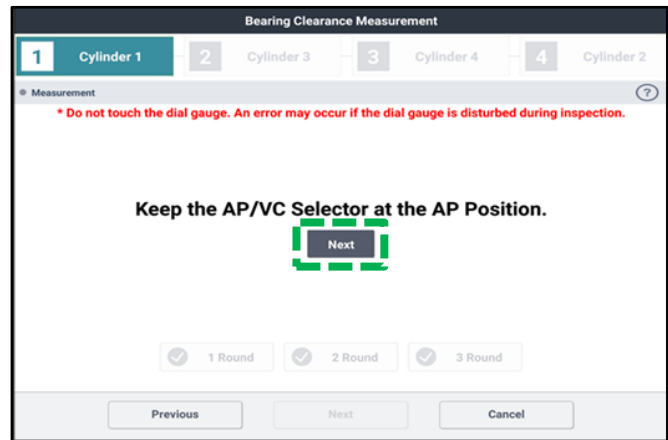 Bearing Clearance Measurement
1 Cylinder 1 2 Cylinder 3 3 Cylinder 4 4 Cylinder 2
Measurement ?
* Do not touch the dial gauge. An error may occur if the dial gauge is disturbed during inspection.
Keep the AP/VC Selector at the AP Position.
Next
1 Round 2 Round 3 Round
Previous Next Cancel